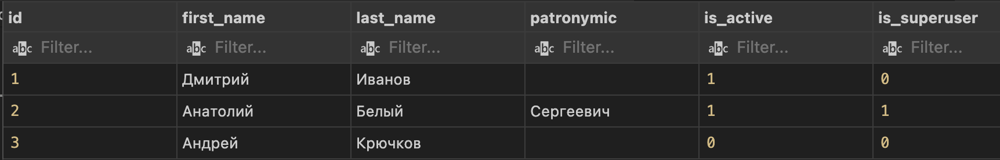 id first_name last_name patronymic is_active is_superuser
abc Filter... abc Filter... abc Filter... abc Filter... abc Filter... abc Filter...
1 Дмитрий Иванов 1 0
2 Анатолий Белый Сергеевич 1 1
3 Андрей Крючков 0 0